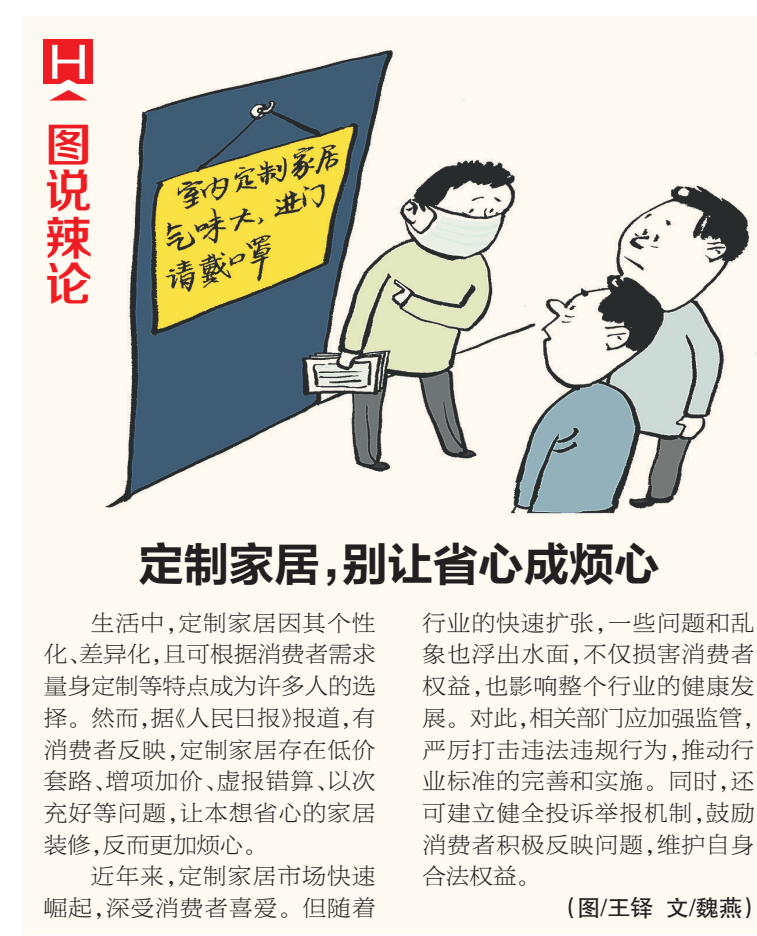 H
图说辣论
室内定制家居
气味大，进门
请戴口罩
定制家居，别让省心成烦心
生活中，定制家居因其个性
化、差异化，且可根据消费者需求
量身定制等特点成为许多人的选
择。然而，据《人民日报》报道，有
消费者反映，定制家居存在低价
套路、增项加价、虚报错算、以次
充好等问题，让本想省心的家居
装修，反而更加烦心。
近年来，定制家居市场快速
崛起，深受消费者喜爱。但随着
行业的快速扩张，一些问题和乱
象也浮出水面，不仅损害消费者
权益，也影响整个行业的健康发
展。对此，相关部门应加强监管，
严厉打击违法违规行为，推动行
业标准的完善和实施。同时，还
可建立健全投诉举报机制，鼓励
消费者积极反映问题，维护自身
合法权益。
（图/王铎 文/魏燕）